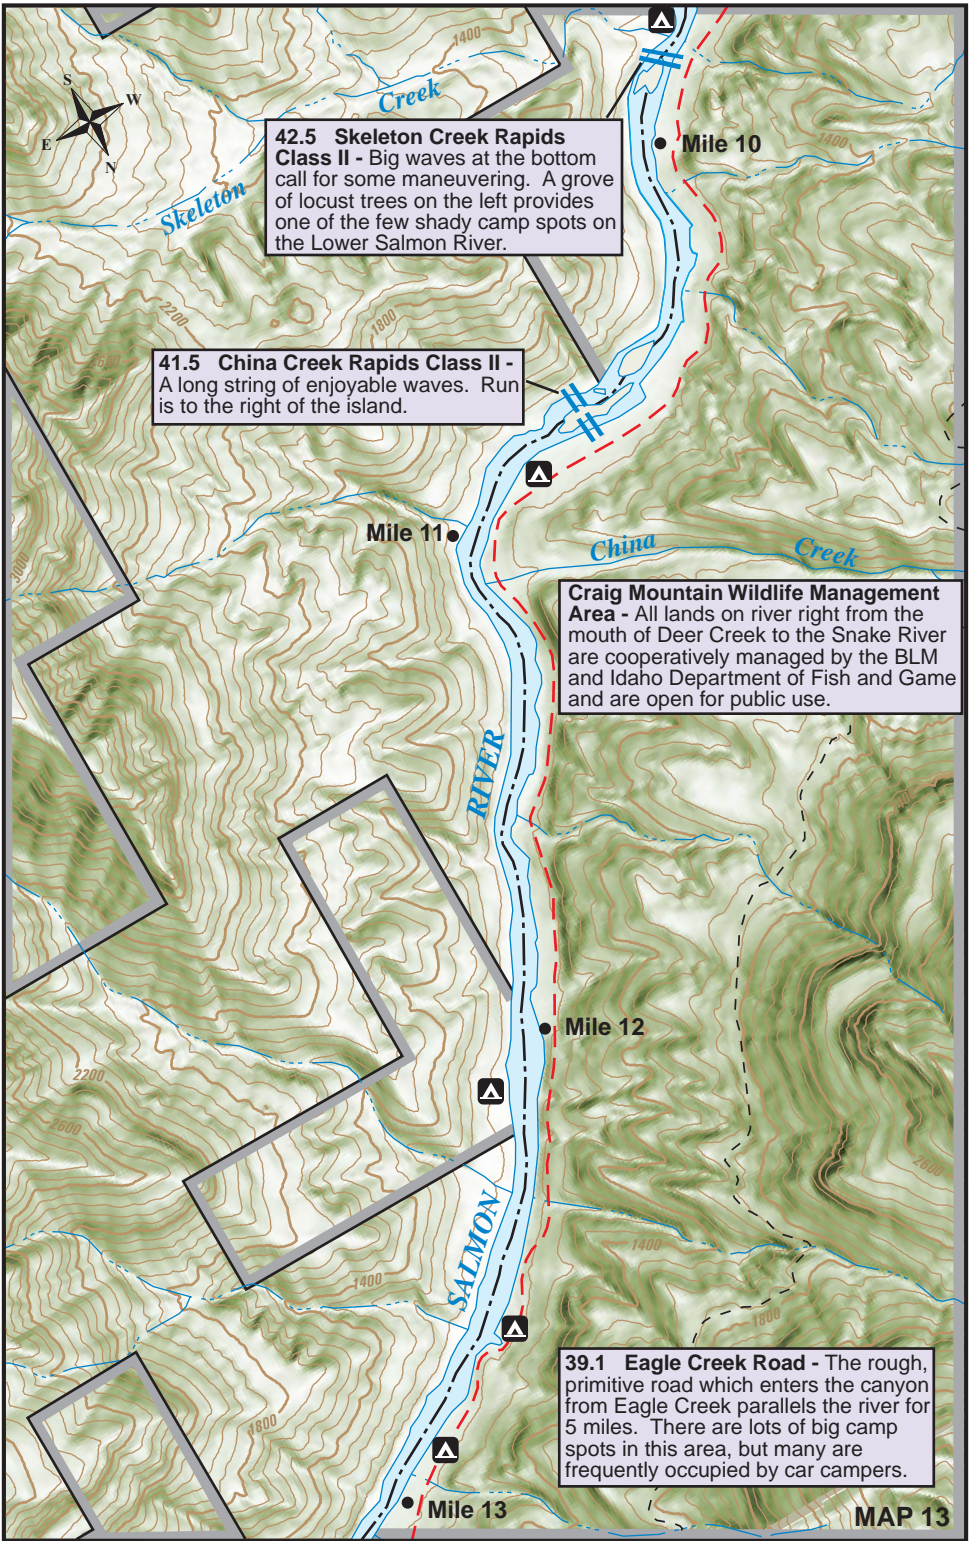 1400
S
W
E
N
Creek
Skeleton
42.5 Skeleton Creek Rapids
Class II - Big waves at the bottom
call for some maneuvering. A grove
of locust trees on the left provides
one of the few shady camp spots on
the Lower Salmon River.
Mile 10
1400
2200
1800
2600
41.5 China Creek Rapids Class II -
A long string of enjoyable waves. Run
is to the right of the island.
Mile 11
China
Creek
3000
Craig Mountain Wildlife Management
Area - All lands on river right from the
mouth of Deer Creek to the Snake River
are cooperatively managed by the BLM
and Idaho Department of Fish and Game
and are open for public use.
RIVER
Mile 12
2200
2600
2600
SALMON
1400
1400
1800
39.1 Eagle Creek Road - The rough,
primitive road which enters the canyon
from Eagle Creek parallels the river for
5 miles. There are lots of big camp
spots in this area, but many are
frequently occupied by car campers.
1800
Mile 13
MAP 13